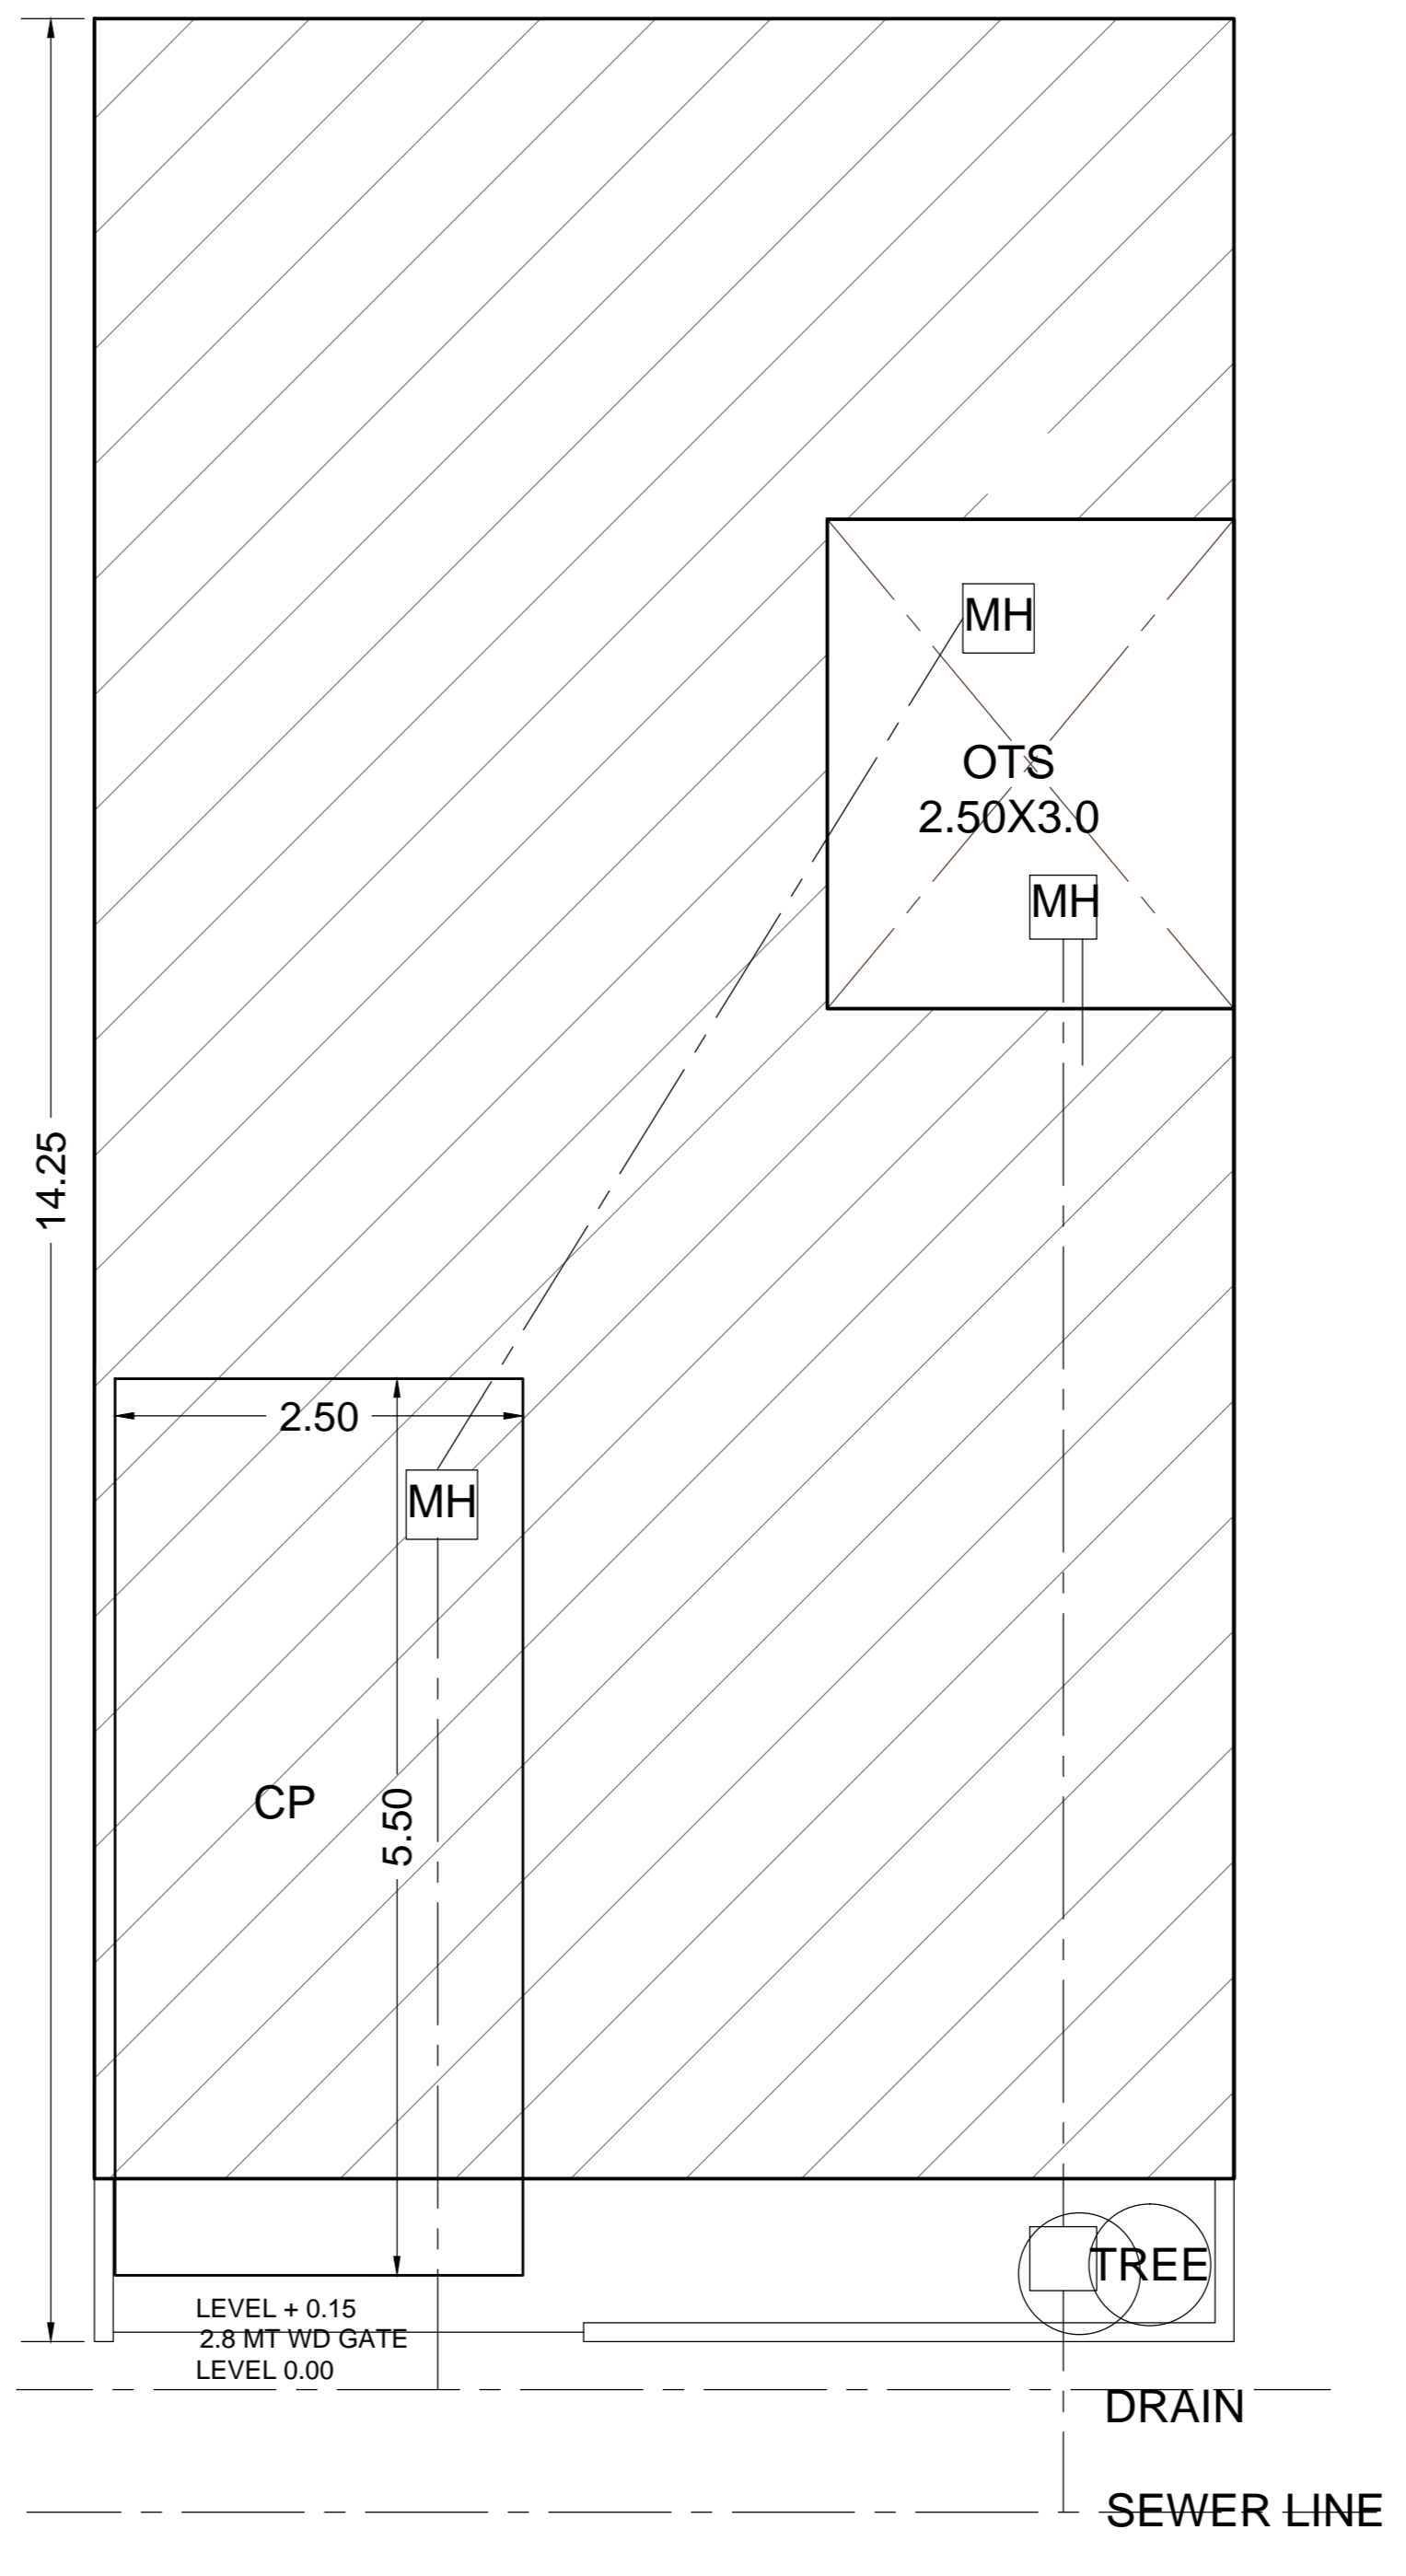 MH
OTS
2.50X3.0
MH
14.25
2.50
MH
CP
5.50
TREE
LEVEL + 0.15
2.8 MT WD GATE
LEVEL 0.00
DRAIN
SEWER LINE